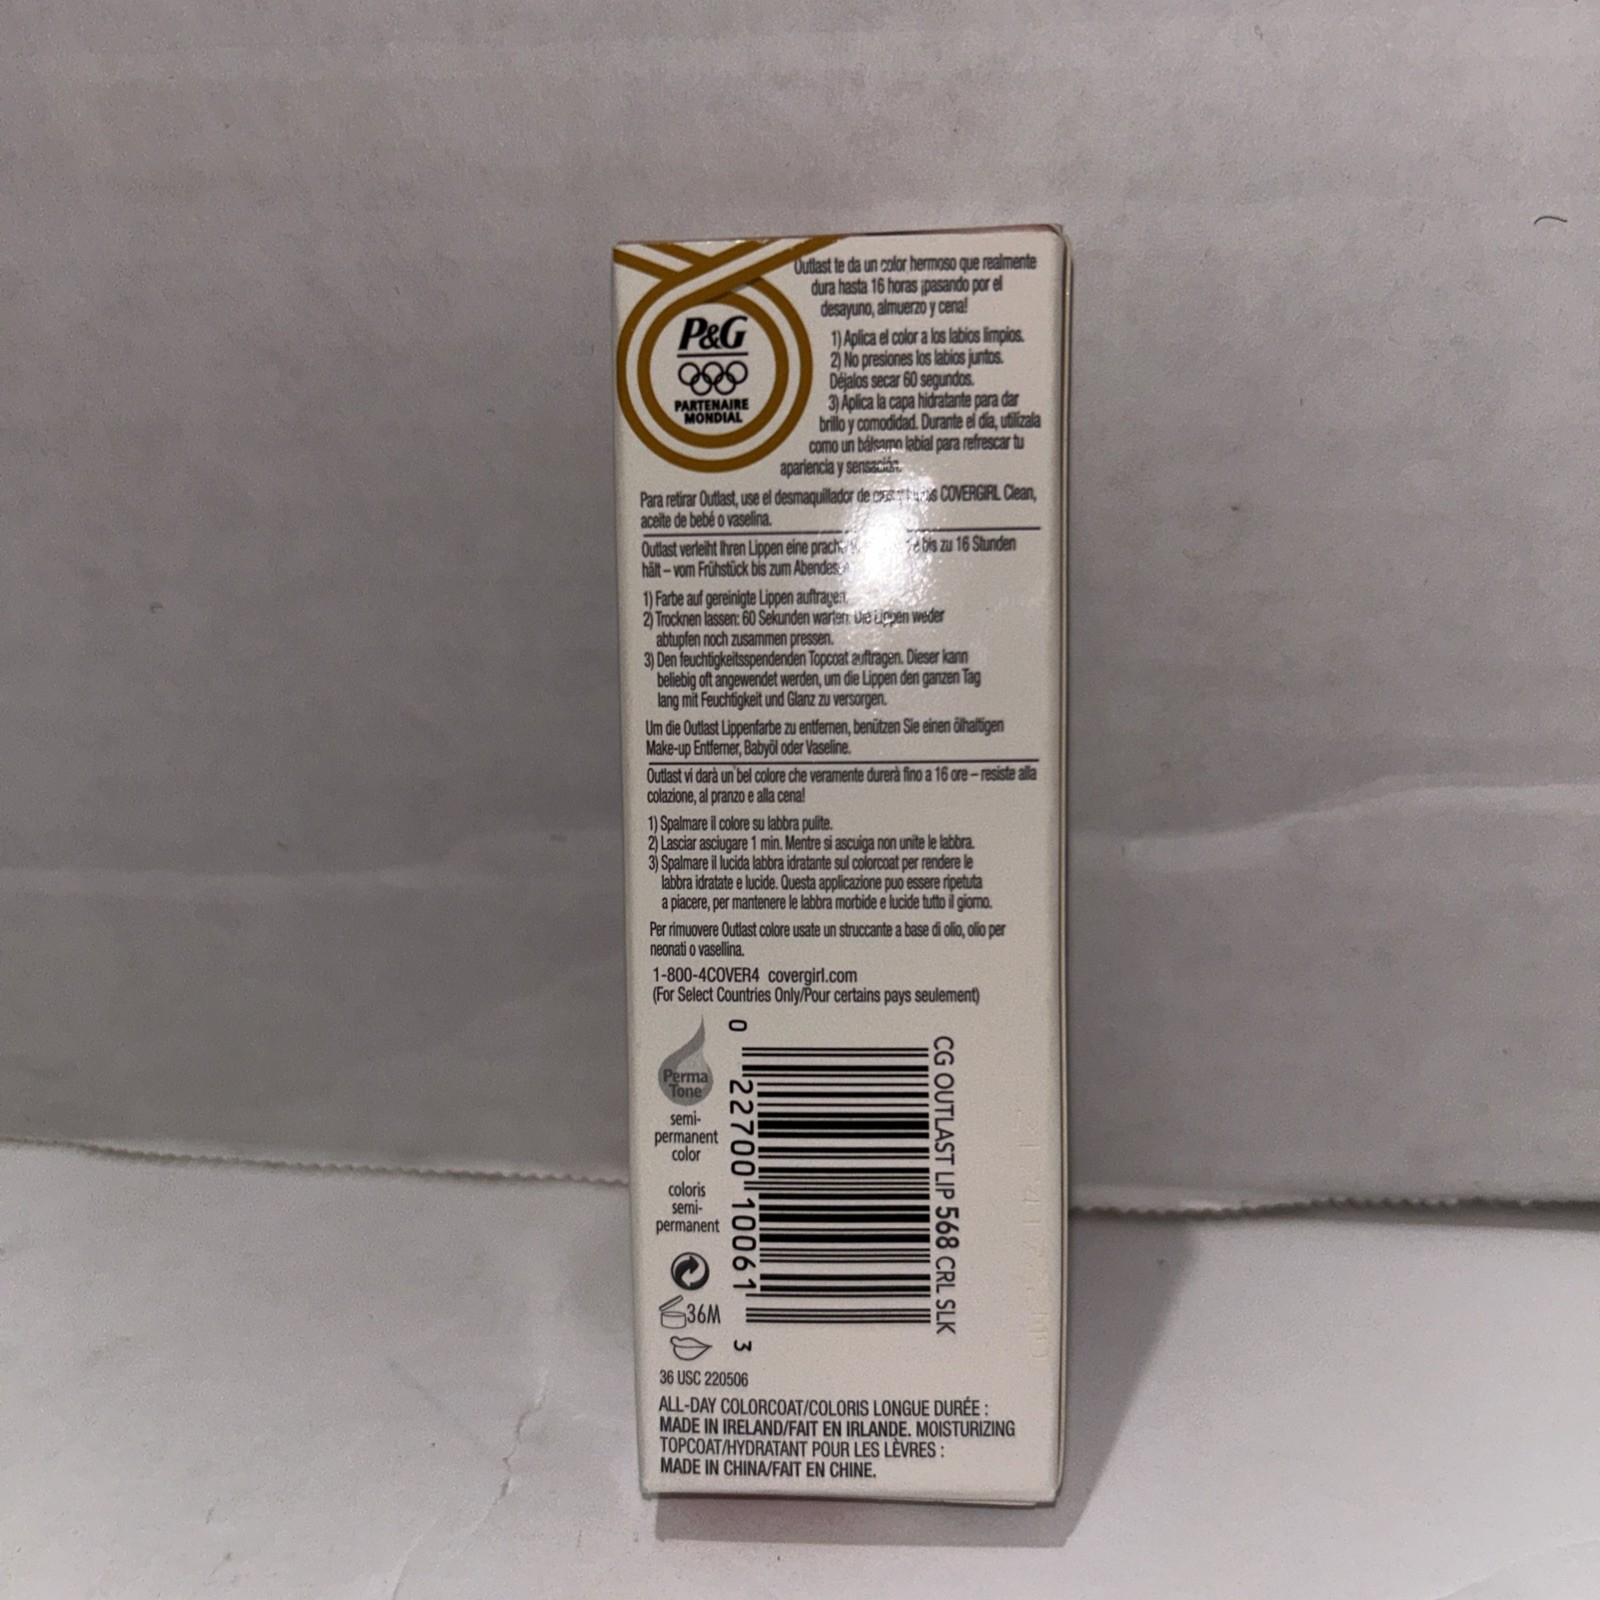 P&G
PARTENAIRE
MONDIAL
Outlast te da un color hermoso que realmente
dura hasta 16 horas ¡pasando por el
desayuno, almuerzo y cena!
1) Aplica el color a los labios limpios.
2) No presiones los labios juntos.
Déjalos secar 60 segundos.
3) Aplica la capa hidratante para dar
brillo y comodidad. Durante el día, utilízala
como un bálsamo labial para refrescar tu
apariencia y sensación.
Para retirar Outlast, use el desmaquillador de COVERGIRL Clean,
aceite de bebé o vaselina.
Outlast verleiht Ihren Lippen eine bis zu 16 Stunden
hält – vom Frühstück bis zum
1) Farbe auf gereinigte Lippen auftragen.
2) Trocknen lassen: 60 Sekunden warten. Die Lippen weder
abtupfen noch zusammen pressen.
3) Den feuchtigkeitsspendenden Topcoat auftragen. Dieser kann
beliebig oft angewendet werden, um die Lippen den ganzen Tag
lang mit Feuchtigkeit und Glanz zu versorgen.
Um die Outlast Lippenfarbe zu entfernen, benützen Sie einen ölhaltigen
Make-up Entferner, Babyöl oder Vaseline.
Outlast vi darà un bel colore che veramente durerà fino a 16 ore – resiste alla
colazione, al pranzo e alla cena!
1) Spalmare il colore su labbra pulite.
2) Lasciar asciugare 1 min. Mentre si ascuiga non unite le labbra.
3) Spalmare il lucida labbra idratante sul colorcoat per rendere le
labbra idratate e lucide. Questa applicazione puo essere ripetuta
a piacere, per mantenere le labbra morbide e lucide tutto il giorno.
Per rimuovere Outlast colore usate un struccante a base di olio, olio per
neonati o vasellina.
1-800-4COVER4 covergirl.com
(For Select Countries Only/Pour certains pays seulement)
Perma
Tone
semi-
permanent
color
coloris
semi-
permanent
36M
0 22700 10061 3
CG OUTLAST LIP 568 CRL SLK
36 USC 220506
ALL-DAY COLORCOAT/COLORIS LONGUE DURÉE :
MADE IN IRELAND/FAIT EN IRLANDE. MOISTURIZING
TOPCOAT/HYDRATANT POUR LES LÈVRES :
MADE IN CHINA/FAIT EN CHINE.